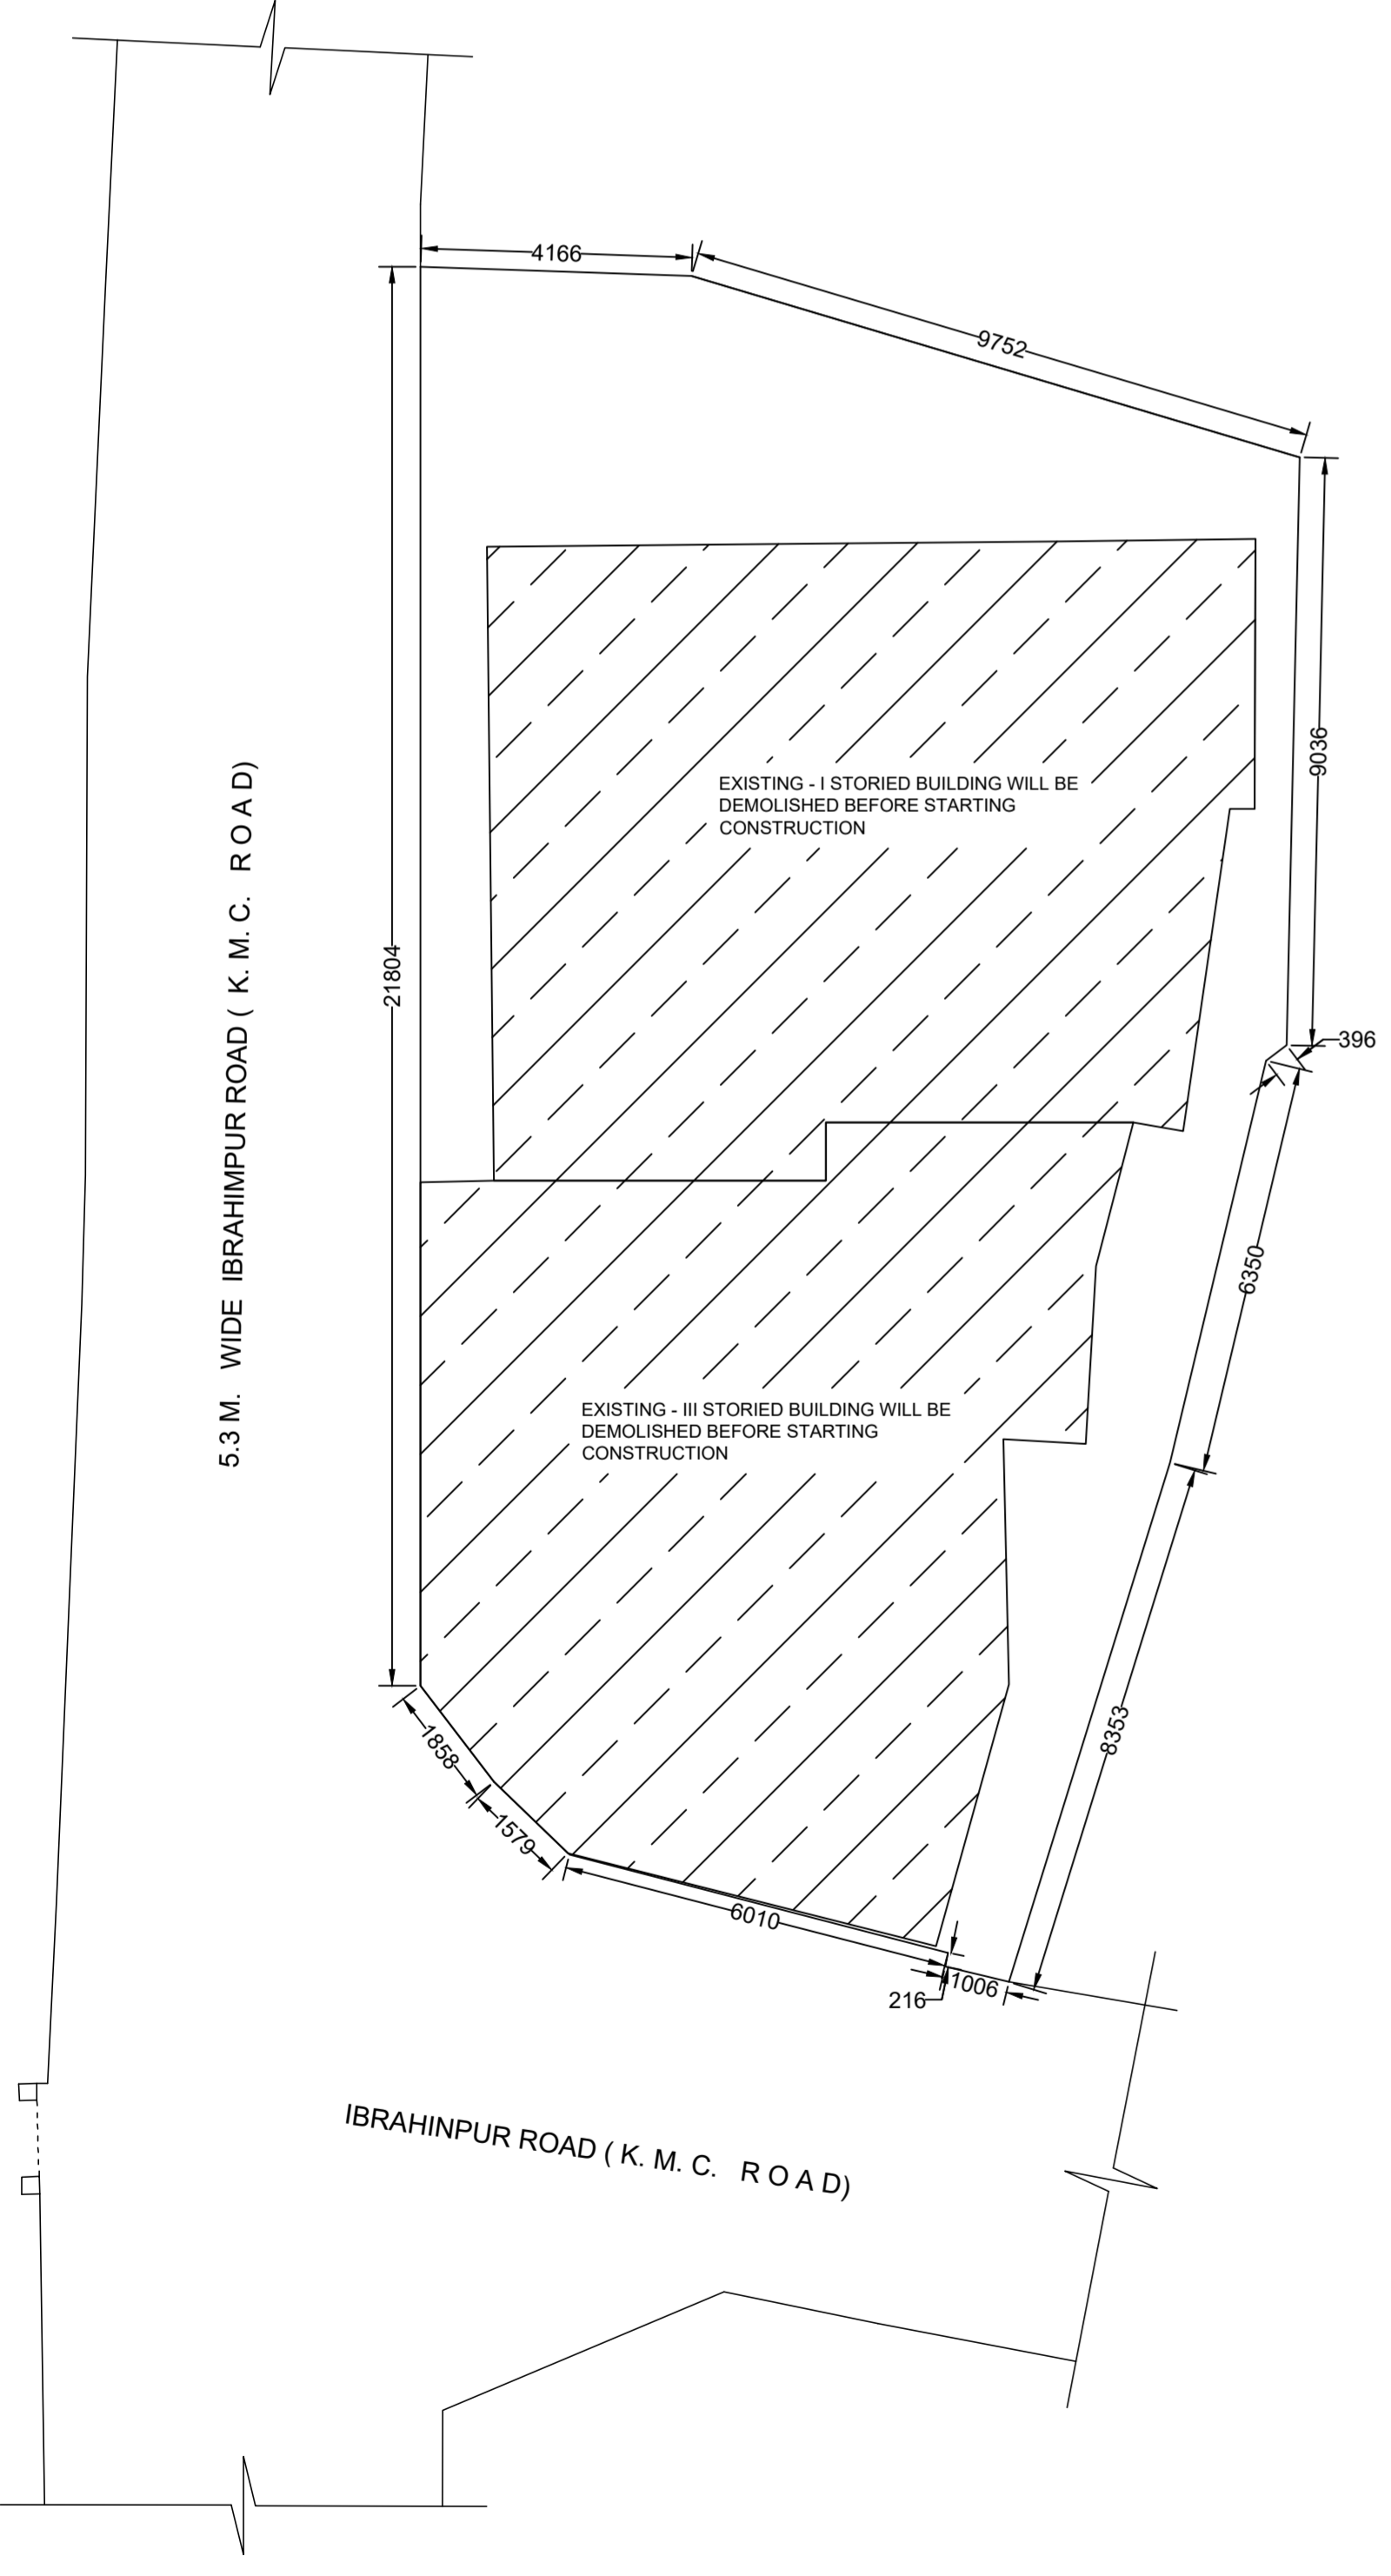 4166
9752
9036
21804
EXISTING - I STORIED BUILDING WILL BE
DEMOLISHED BEFORE STARTING
CONSTRUCTION
396
5.3 M. WIDE IBRAHIMPUR ROAD ( K. M. C. R O A D)
6350
EXISTING - III STORIED BUILDING WILL BE
DEMOLISHED BEFORE STARTING
CONSTRUCTION
8353
1858
1579
6010
1006
216
IBRAHINPUR ROAD ( K. M. C. R O A D)